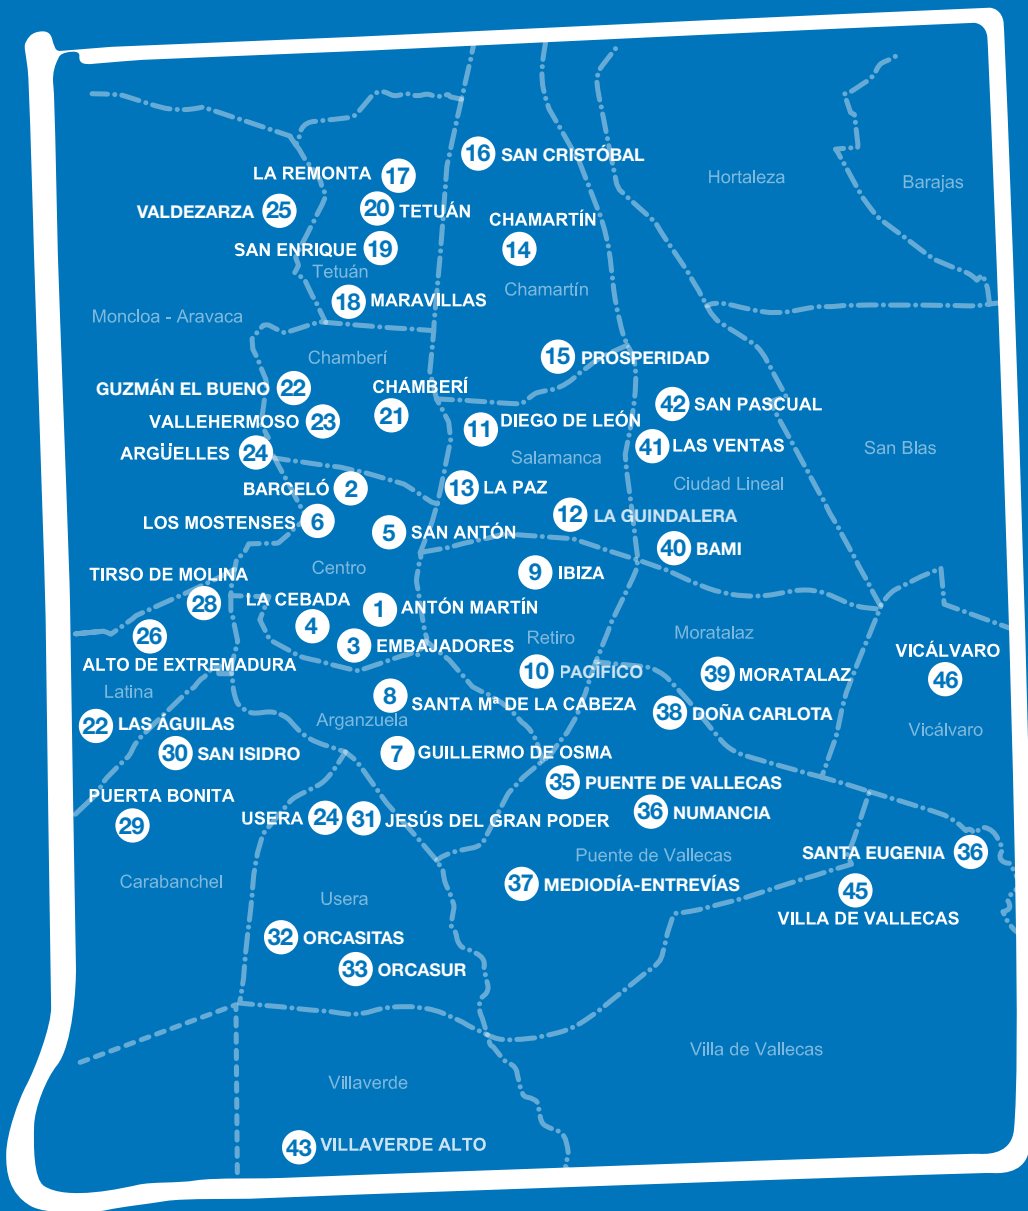 16 SAN CRISTÓBAL
LA REMONTA 17
Hortaleza
Barajas
VALDEZARZA 25
20 TETUÁN
CHAMARTÍN
14
SAN ENRIQUE 19
Tetuán
Chamartín
18 MARAVILLAS
Moncloa - Aravaca
Chamberí
15 PROSPERIDAD
GUZMÁN EL BUENO 22
CHAMBERÍ
21
42 SAN PASCUAL
VALLEHERMOSO 23
11 DIEGO DE LEÓN
ARGÜELLES 24
41 LAS VENTAS
San Blas
Salamanca
BARCELÓ 2
13 LA PAZ
Ciudad Lineal
LOS MOSTENSES 6
5 SAN ANTÓN
12 LA GUINDALERA
40 BAMI
Centro
9 IBIZA
TIRSO DE MOLINA
28
LA CEBADA
4
1 ANTÓN MARTÍN
26
ALTO DE EXTREMADURA
3 EMBAJADORES
Retiro
Moratalaz
VICÁLVARO
46
10 PACÍFICO
39 MORATALAZ
Latina
8 SANTA Mª DE LA CABEZA
38 DOÑA CARLOTA
22 LAS ÁGUILAS
Arganzuela
Vicálvaro
30 SAN ISIDRO
7 GUILLERMO DE OSMA
PUERTA BONITA
29
35 PUENTE DE VALLECAS
USERA 24
31 JESÚS DEL GRAN PODER
36 NUMANCIA
Puente de Vallecas
SANTA EUGENIA 36
Carabanchel
37 MEDIODÍA-ENTREVÍAS
45
VILLA DE VALLECAS
Usera
32 ORCASITAS
33 ORCASUR
Villa de Vallecas
Villaverde
43 VILLAVERDE ALTO